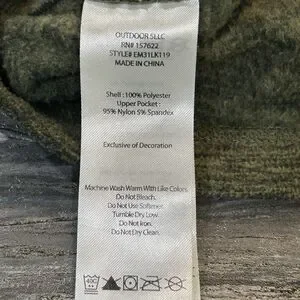 OUTDOOR 5LLC
RN# 157622
STYLE# EM31LK119
MADE IN CHINA
Shell : 100% Polyester
Upper Pocket :
95% Nylon 5% Spandex
Exclusive of Decoration
Machine Wash Warm With Like Colors.
Do Not Bleach.
Do Not Use Softener.
Tumble Dry Low.
Do Not Iron.
Do Not Dry Clean.